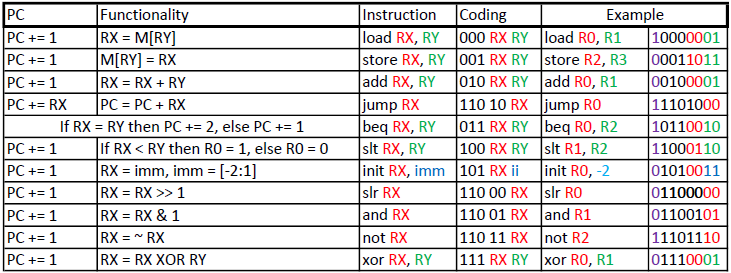 PC Functionality Instruction Coding Example
PC += 1 RX = M[RY] load RX, RY 000 RX RY load R0, R1 10000001
PC += 1 M[RY] = RX store RX, RY 001 RX RY store R2, R3 00011011
PC += 1 RX = RX + RY add RX, RY 010 RX RY add R0, R1 00100001
PC += RX PC = PC + RX jump RX 110 10 RX jump R0 11101000
If RX = RY then PC += 2, else PC += 1 beq RX, RY 011 RX RY beq R0, R2 10110010
PC += 1 If RX < RY then R0 = 1, else R0 = 0 slt RX, RY 100 RX RY slt R1, R2 11000110
PC += 1 RX = imm, imm = [-2:1] init RX, imm 101 RX ii init R0, -2 01010011
PC += 1 RX = RX >> 1 slr RX 110 00 RX slr R0 01100000
PC += 1 RX = RX & 1 and RX 110 01 RX and R1 01100101
PC += 1 RX = ~ RX not RX 110 11 RX not R2 11101110
PC += 1 RX = RX XOR RY xor RX, RY 111 RX RY xor R0, R1 01110001